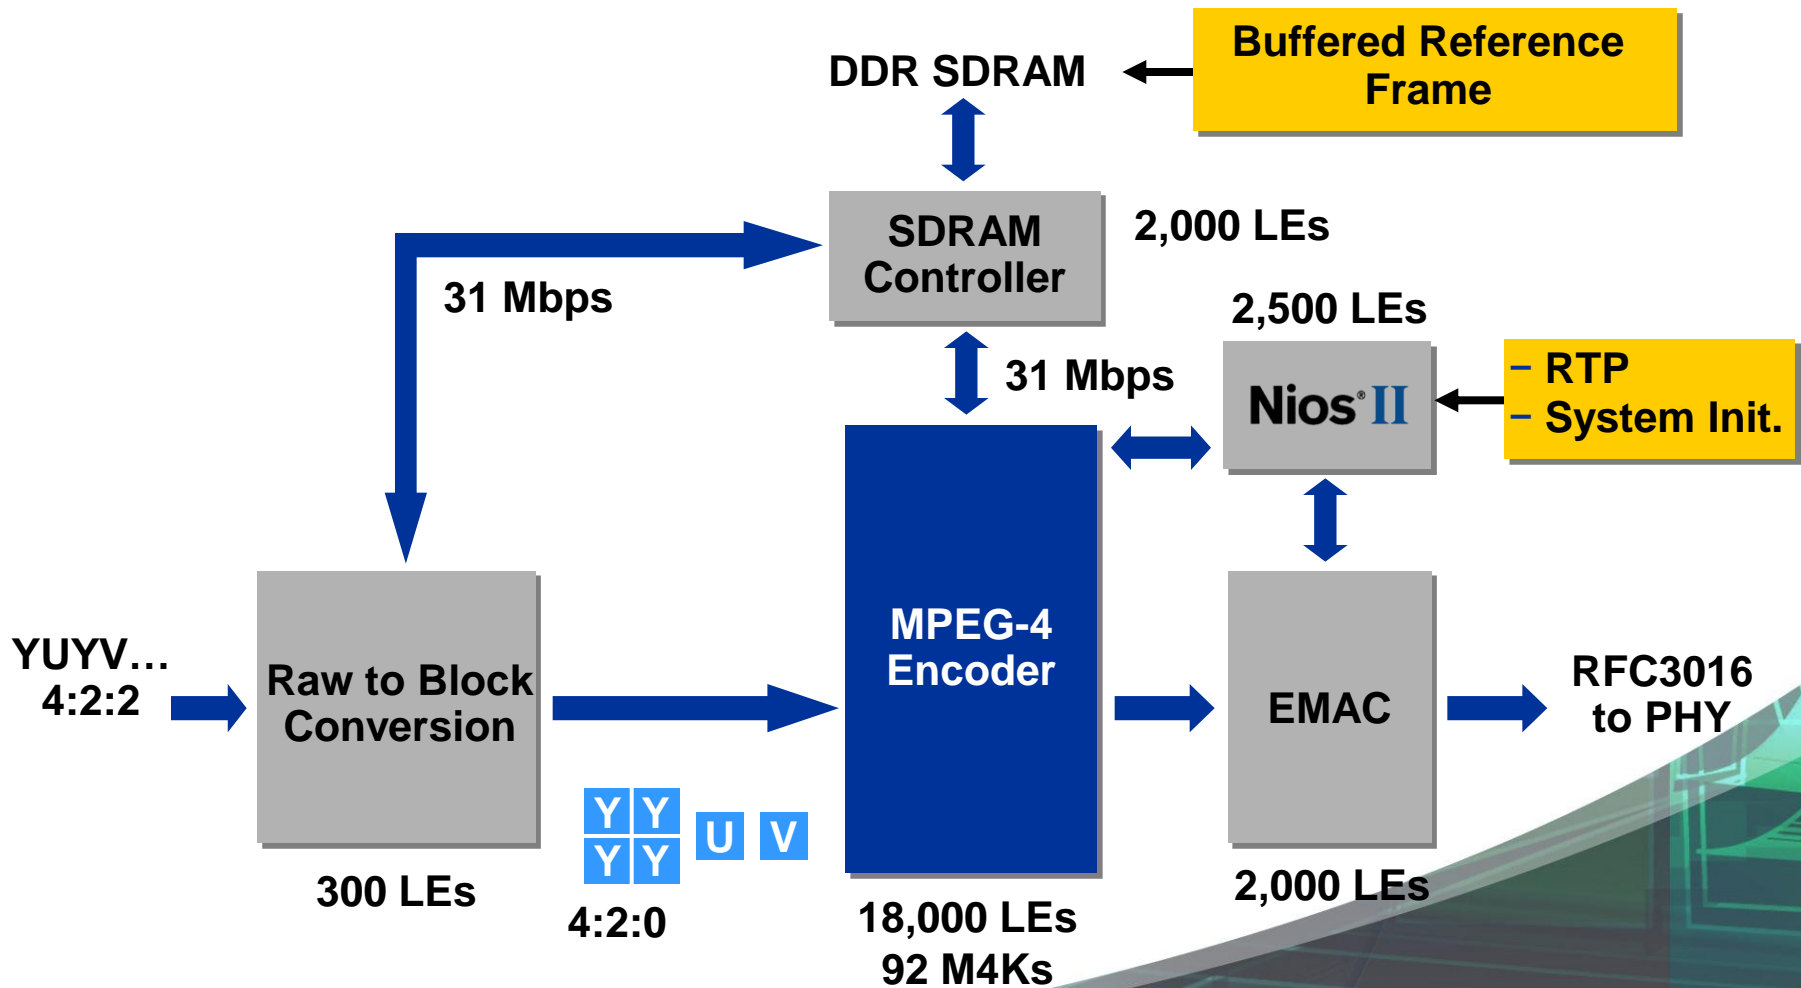 Buffered Reference
Frame
DDR SDRAM
SDRAM
Controller
2,000 LEs
31 Mbps
2,500 LEs
31 Mbps
Nios® II
– RTP
– System Init.
YUYV…
4:2:2
Raw to Block
Conversion
MPEG-4
Encoder
EMAC
RFC3016
to PHY
Y Y
Y Y
U V
300 LEs
4:2:0
18,000 LEs
92 M4Ks
2,000 LEs